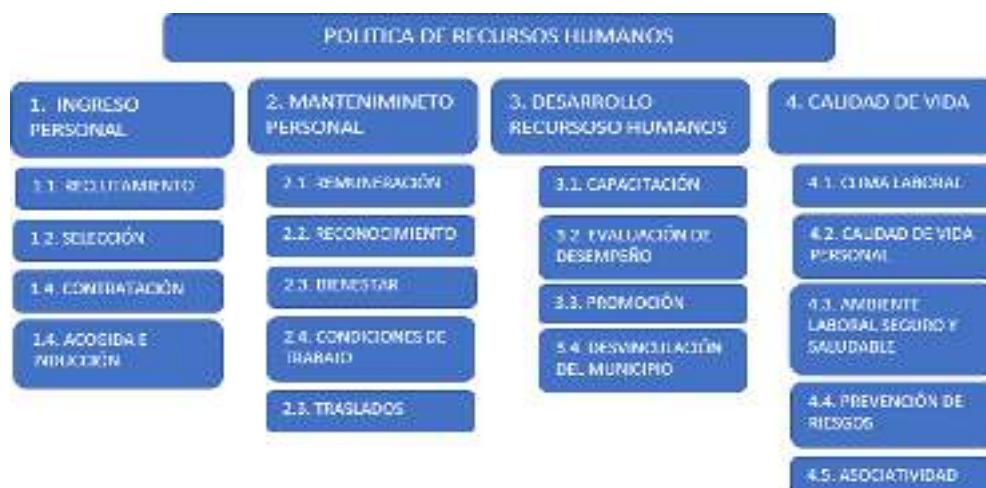 POLITICA DE RECURSOS HUMANOS
1. INGRESO
PERSONAL
1.1. RECLUTAMIENTO
1.2. SELECCIÓN
1.4. CONTRATACIÓN
1.4. ACOGIDA E
INDUCCIÓN
2. MANTENIMINETO
PERSONAL
2.1. REMUNERACIÓN
2.2. RECONOCIMIENTO
2.3. BIENESTAR
2.4. CONDICIONES DE
TRABAJO
2.3. TRASLADOS
3. DESARROLLO
RECURSOSO HUMANOS
3.1. CAPACITACIÓN
3.2. EVALUACIÓN DE
DESEMPEÑO
3.3. PROMOCIÓN
3.4. DESVINCULACIÓN
DEL MUNICIPIO
4. CALIDAD DE VIDA
4.1. CLIMA LABORAL
4.2. CALIDAD DE VIDA
PERSONAL
4.3. AMBIENTE
LABORAL SEGURO Y
SALUDABLE
4.4. PREVENCIÓN DE
RIESGOS
4.5. ASOCIATIVIDAD